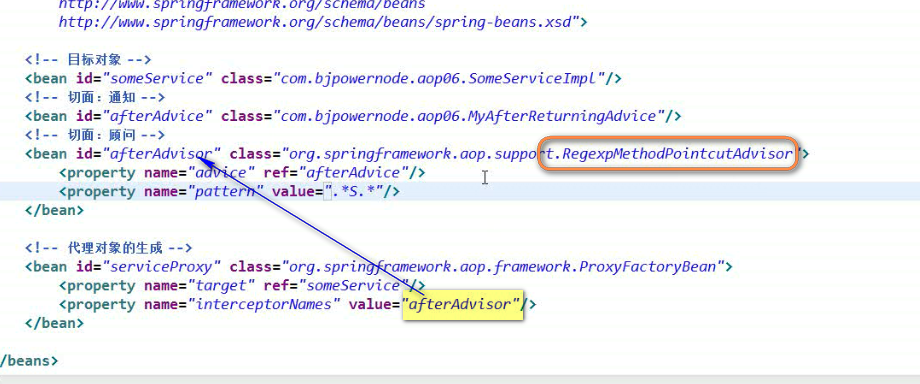 http://www.springframework.org/schema/beans
http://www.springframework.org/schema/beans/spring-beans.xsd">
<!-- 目标对象 -->
<bean id="someService" class="com.bjpowernode.aop06.SomeServiceImpl"/>
<!-- 切面：通知 -->
<bean id="afterAdvice" class="com.bjpowernode.aop06.MyAfterReturningAdvice"/>
<!-- 切面：顾问 -->
<bean id="afterAdvisor" class="org.springframework.aop.support.RegexpMethodPointcutAdvisor">
<property name="advice" ref="afterAdvice"/>
<property name="pattern" value=".*S.*"/>
</bean>
<!-- 代理对象的生成 -->
<bean id="serviceProxy" class="org.springframework.aop.framework.ProxyFactoryBean">
<property name="target" ref="someService"/>
<property name="interceptorNames" value="afterAdvisor"/>
</bean>
/beans>